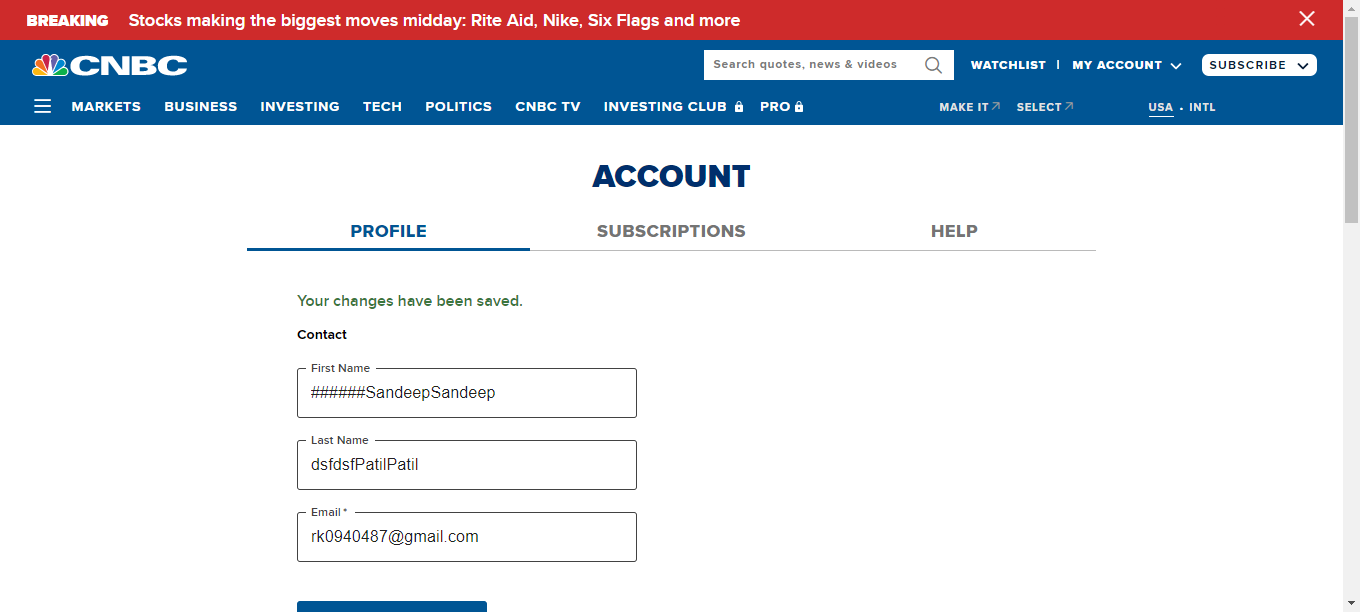 BREAKING Stocks making the biggest moves midday: Rite Aid, Nike, Six Flags and more
CNBC Search quotes, news & videos WATCHLIST | MY ACCOUNT SUBSCRIBE
MARKETS BUSINESS INVESTING TECH POLITICS CNBC TV INVESTING CLUB PRO MAKE IT SELECT USA • INTL
ACCOUNT
PROFILE SUBSCRIPTIONS HELP
Your changes have been saved.
Contact
First Name
######SandeepSandeep
Last Name
dsfdsfPatilPatil
Email *
rk0940487@gmail.com